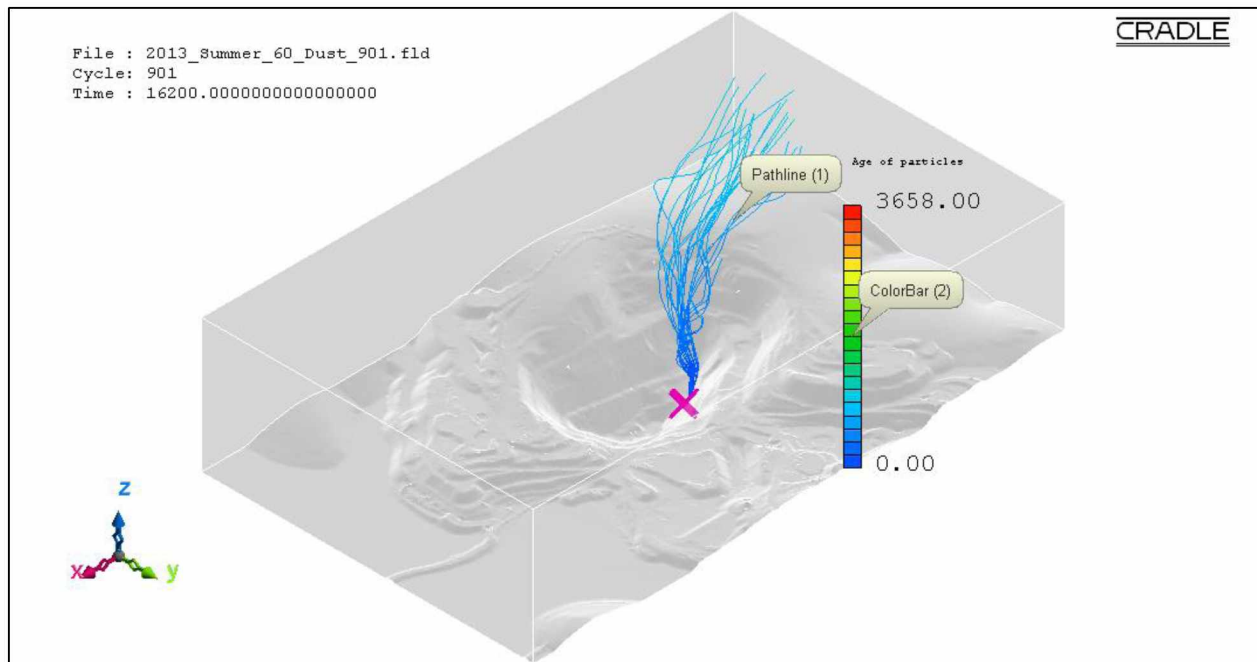 File : 2013_Summer_60_Dust_901.fld
Cycle: 901
Time : 16200.0000000000000000
CRADLE
Pathline (1)
Age of particles
3658.00
ColorBar (2)
0.00
z
x
y